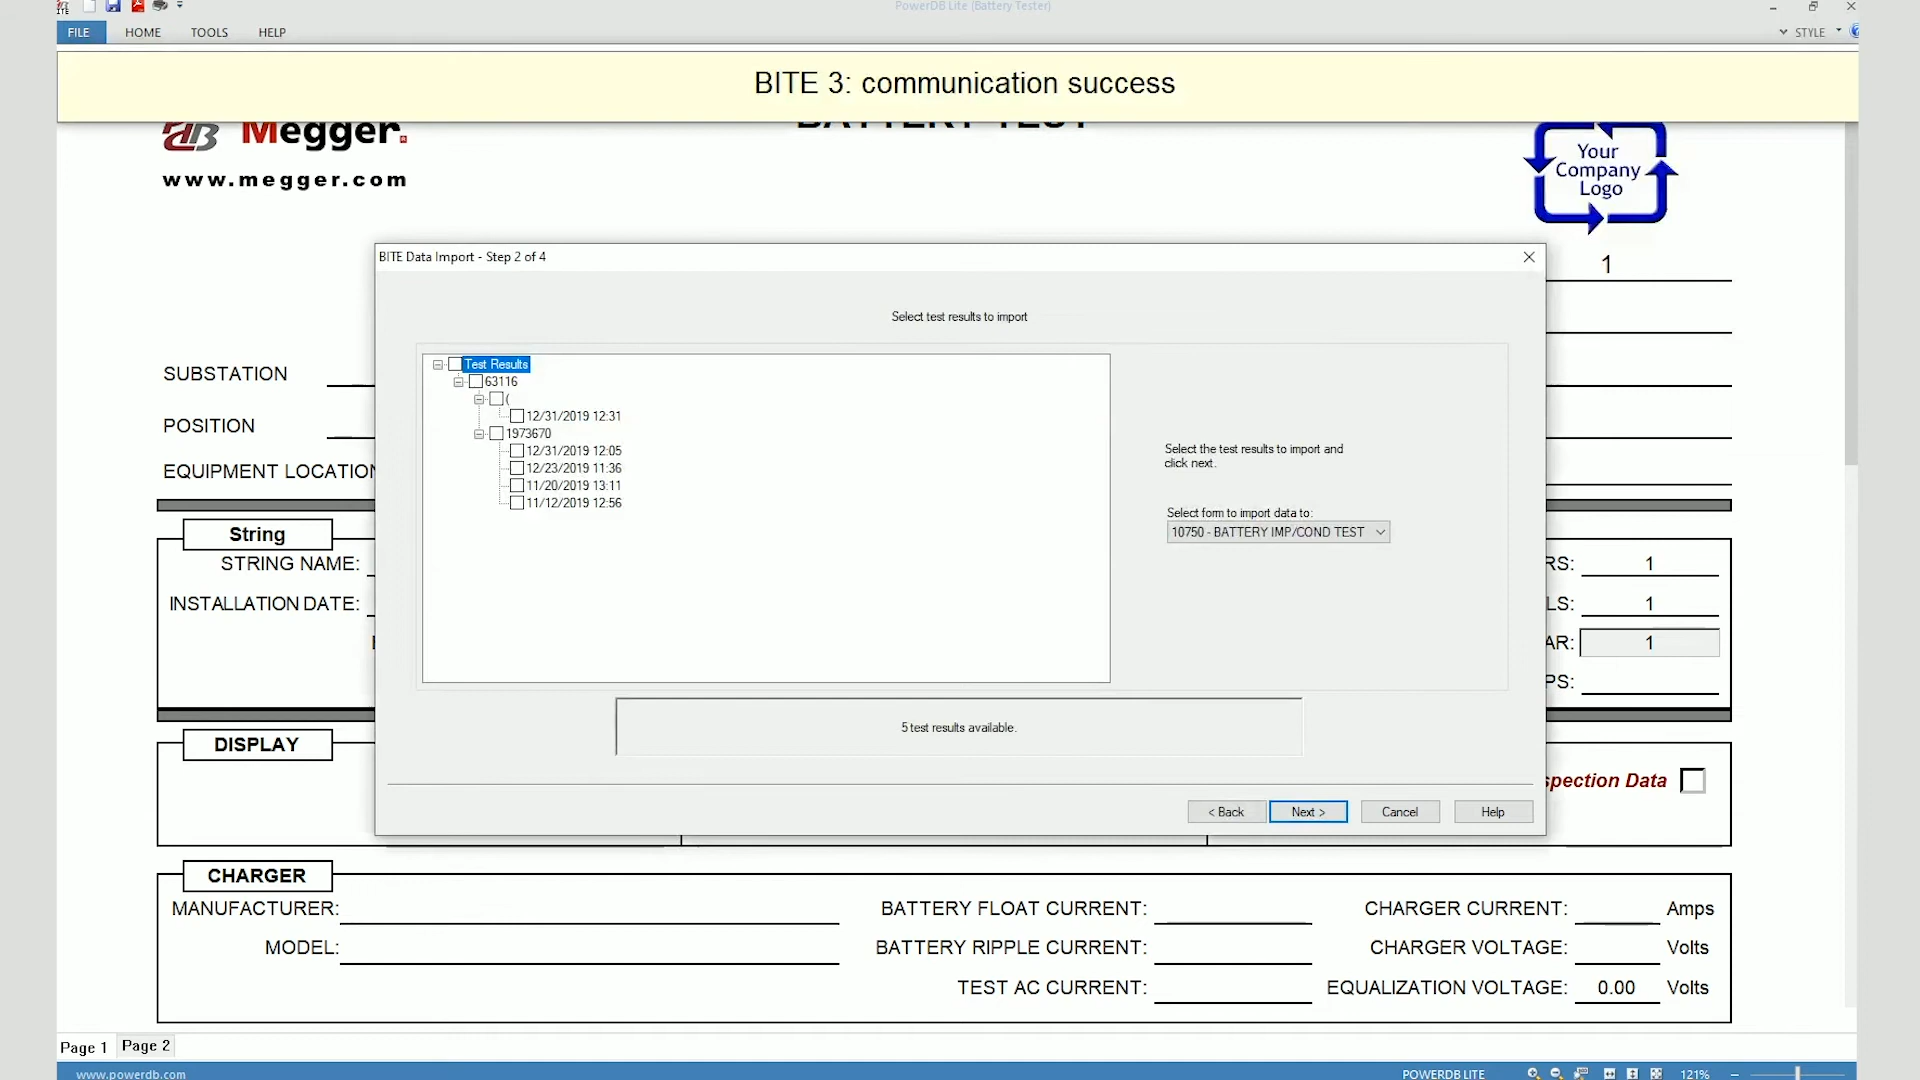 PowerDB Lite (Battery Tester)
FILE HOME TOOLS HELP STYLE
BITE 3: communication success
Megger.
BATTERY TEST
www.megger.com
Your
Company
Logo
BITE Data Import - Step 2 of 4
1
Select test results to import
Test Results
63116
(
12/31/2019 12:31
1973670
12/31/2019 12:05
12/23/2019 11:36
11/20/2019 13:11
11/12/2019 12:56
Select the test results to import and
click next.
Select form to import data to:
10750 - BATTERY IMP/COND TEST
5 test results available.
< Back Next > Cancel Help
SUBSTATION
POSITION
EQUIPMENT LOCATION
String
STRING NAME:
RS: 1
INSTALLATION DATE:
LS: 1
AR: 1
PS:
DISPLAY
spection Data
CHARGER
MANUFACTURER: BATTERY FLOAT CURRENT: CHARGER CURRENT: Amps
MODEL: BATTERY RIPPLE CURRENT: CHARGER VOLTAGE: Volts
TEST AC CURRENT: EQUALIZATION VOLTAGE: 0.00 Volts
Page 1 Page 2
www.powerdb.com POWERDB LITE 121%